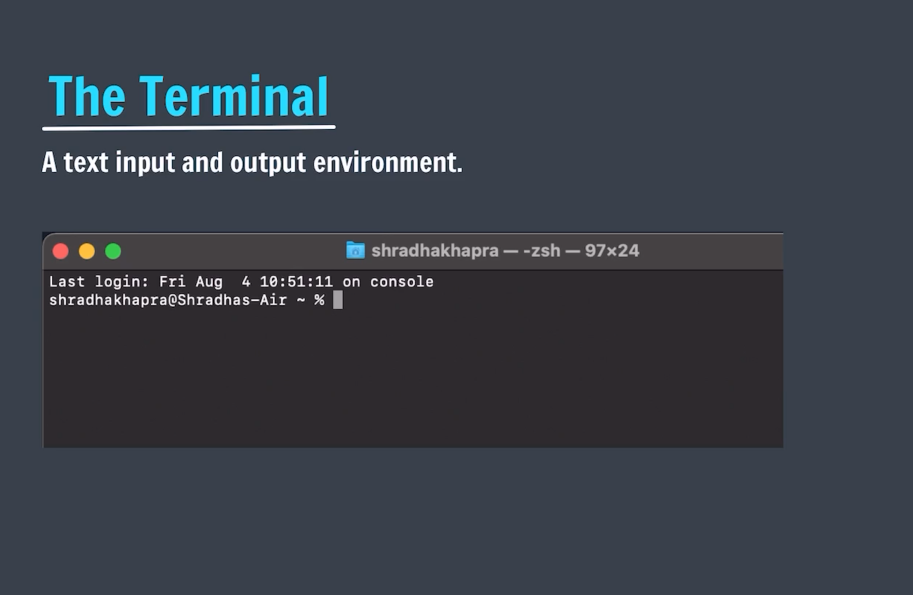 The Terminal
A text input and output environment.
shradhakhapra — -zsh — 97×24
Last login: Fri Aug  4 10:51:11 on console
shradhakhapra@Shradhas-Air ~ %